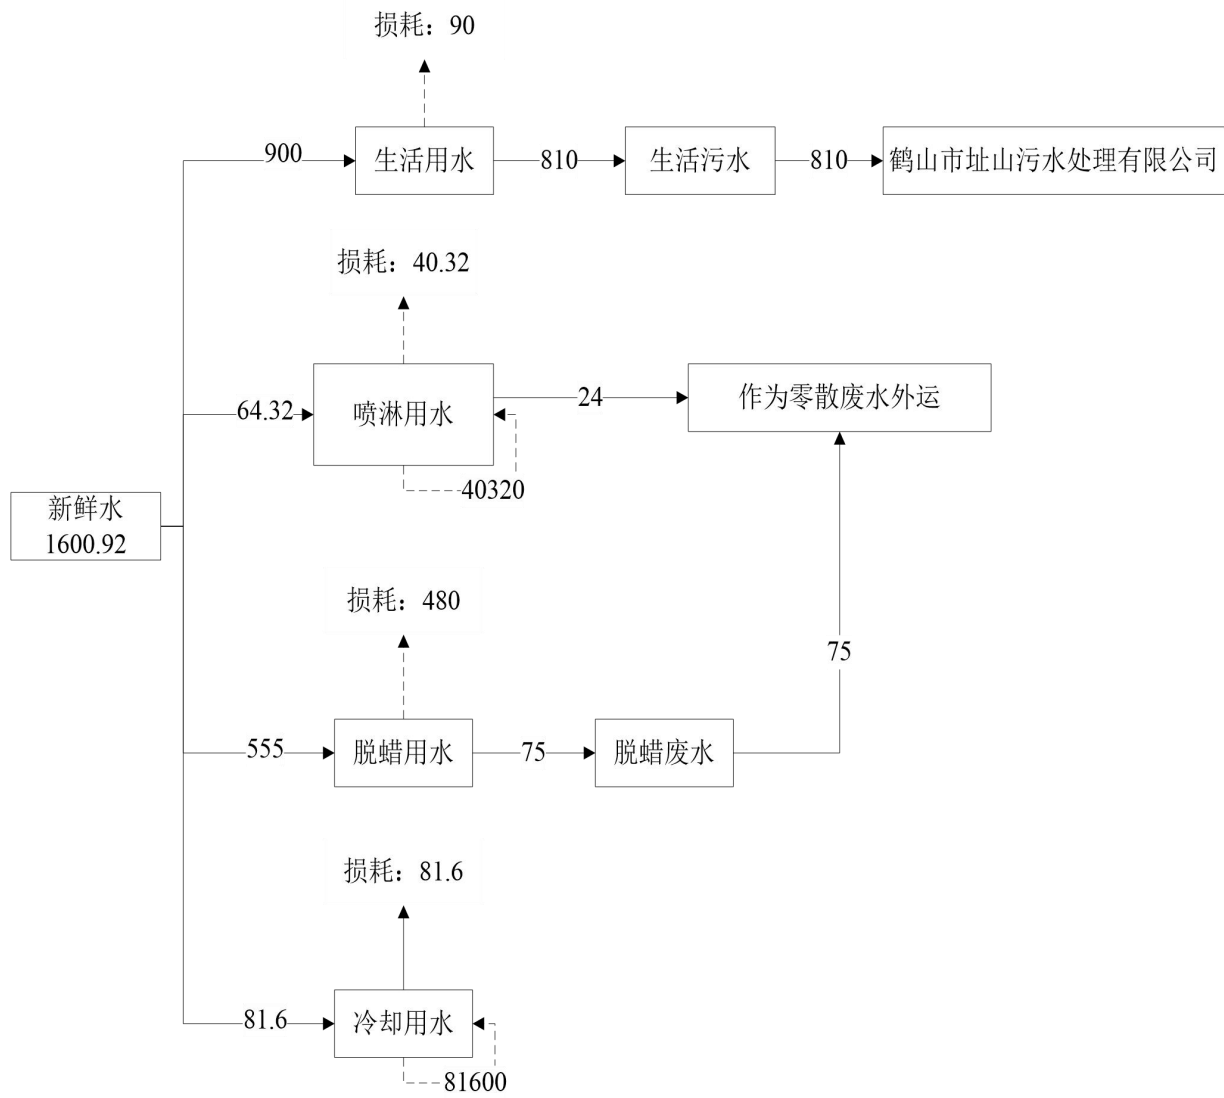 损耗：90
900
生活用水
810
生活污水
810
鹤山市址山污水处理有限公司
损耗：40.32
64.32
喷淋用水
24
作为零散废水外运
40320
新鲜水
1600.92
损耗：480
75
555
脱蜡用水
75
脱蜡废水
损耗：81.6
81.6
冷却用水
81600